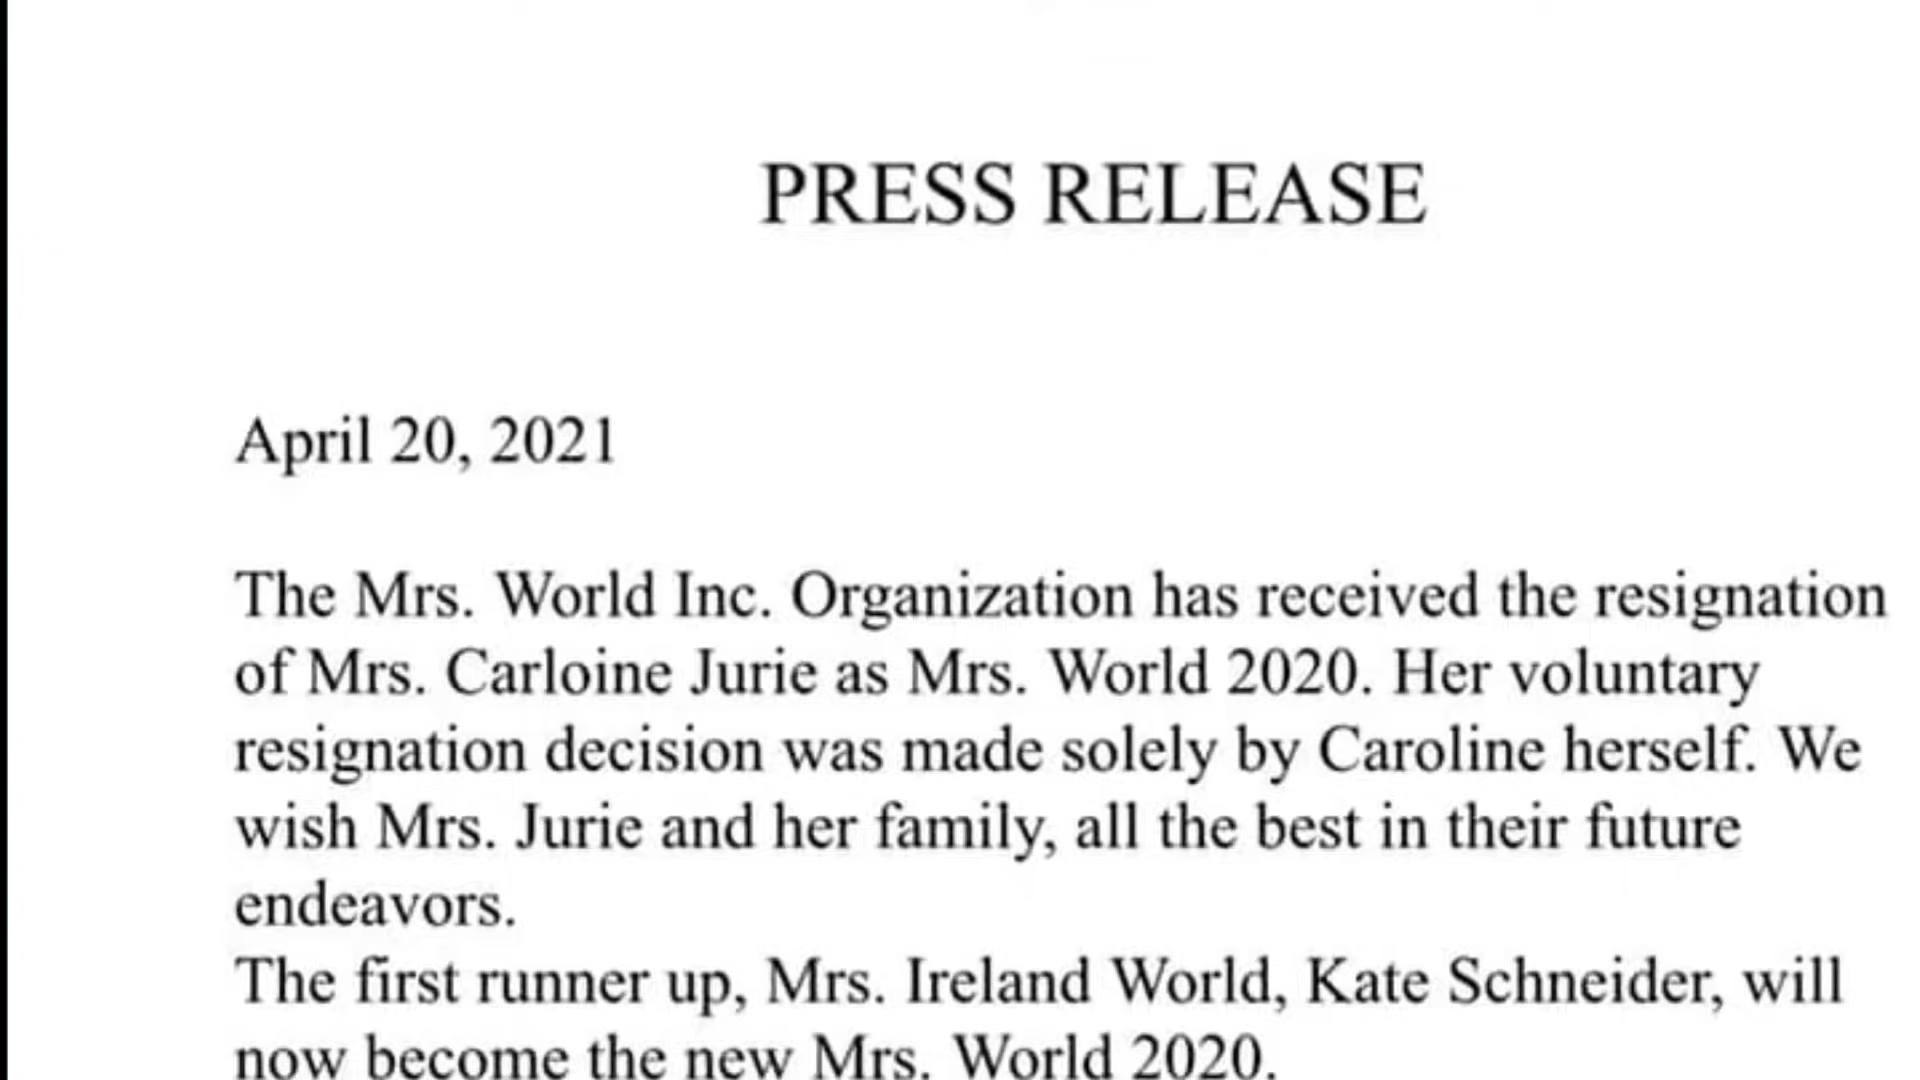 PRESS RELEASE
April 20, 2021
The Mrs. World Inc. Organization has received the resignation
of Mrs. Carloine Jurie as Mrs. World 2020. Her voluntary
resignation decision was made solely by Caroline herself. We
wish Mrs. Jurie and her family, all the best in their future
endeavors.
The first runner up, Mrs. Ireland World, Kate Schneider, will
now become the new Mrs. World 2020.